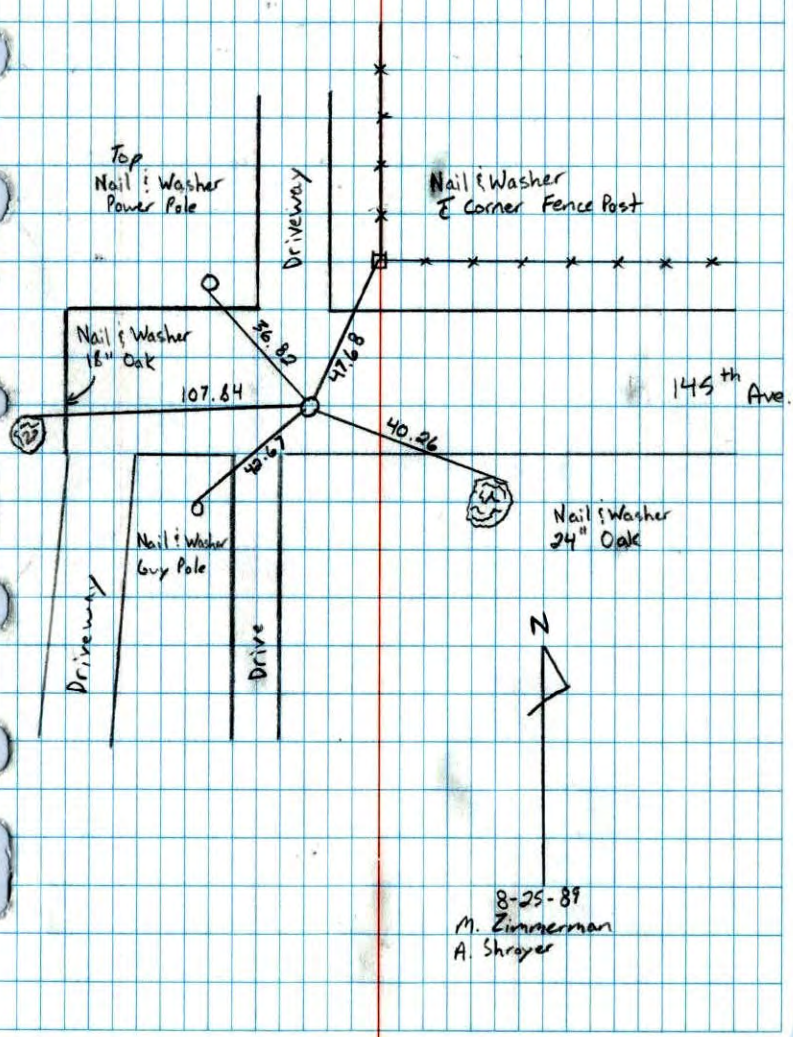 Top
Nail & Washer
Power Pole
Driveway
Nail & Washer
℄ Corner Fence Post
Nail & Washer
18" Oak
36.82
47.68
107.84
145th Ave.
40.26
42.67
Nail & Washer
24" Oak
Nail & Washer
Guy Pole
Driveway
Drive
N
8-25-89
M. Zimmerman
A. Shroyer